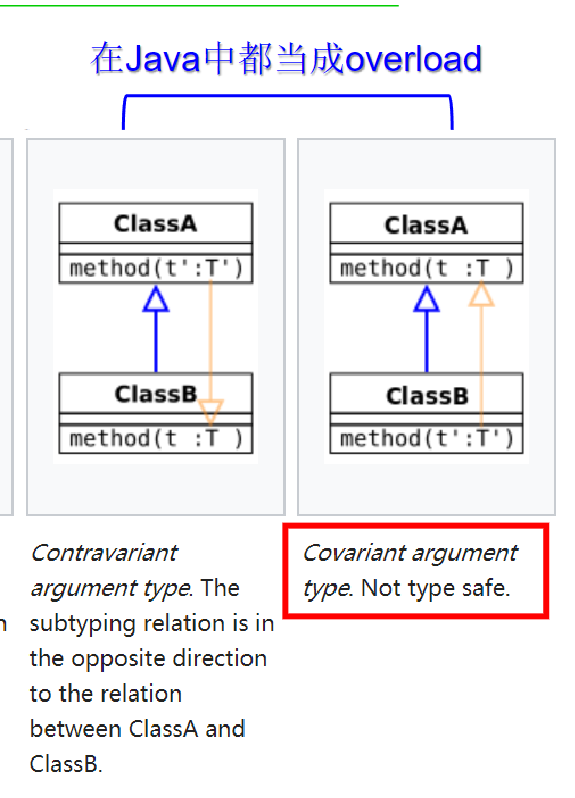 在Java中都当成overload
ClassA
method(t':T')
ClassB
method(t :T )
Contravariant
argument type. The
subtyping relation is in
the opposite direction
to the relation
between ClassA and
ClassB.
ClassA
method(t :T )
ClassB
method(t':T')
Covariant argument
type. Not type safe.
n